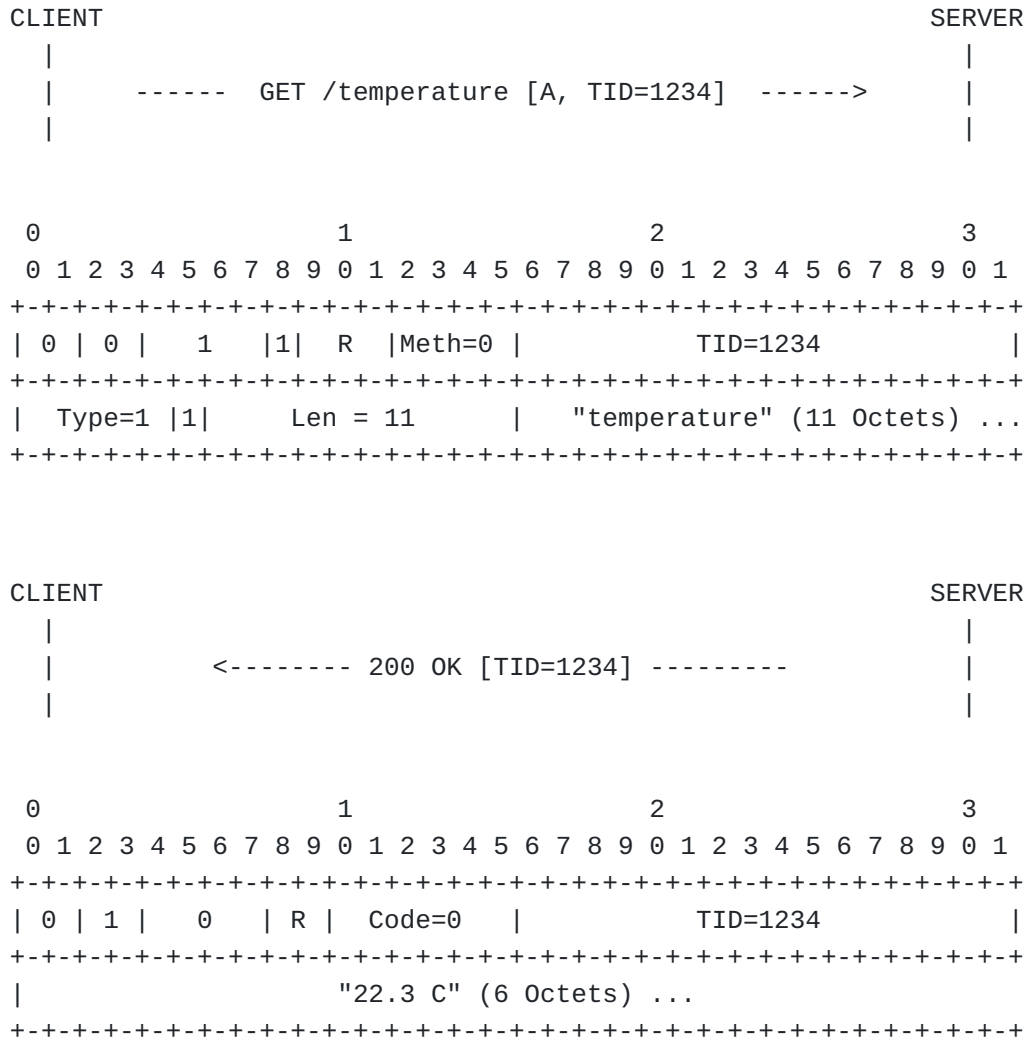 CLIENT                                                     SERVER
  |                                                          |
  |     ------  GET /temperature [A, TID=1234]  ------>      |
  |                                                          |
 0                   1                   2                   3
 0 1 2 3 4 5 6 7 8 9 0 1 2 3 4 5 6 7 8 9 0 1 2 3 4 5 6 7 8 9 0 1
+-+-+-+-+-+-+-+-+-+-+-+-+-+-+-+-+-+-+-+-+-+-+-+-+-+-+-+-+-+-+-+-+
| 0 | 0 |   1   |1|  R  |Meth=0 |           TID=1234            |
+-+-+-+-+-+-+-+-+-+-+-+-+-+-+-+-+-+-+-+-+-+-+-+-+-+-+-+-+-+-+-+-+
|  Type=1 |1|     Len = 11      |   "temperature" (11 Octets) ...
+-+-+-+-+-+-+-+-+-+-+-+-+-+-+-+-+-+-+-+-+-+-+-+-+-+-+-+-+-+-+-+-+
CLIENT                                                     SERVER
  |                                                          |
  |          <-------- 200 OK [TID=1234] ---------           |
  |                                                          |
 0                   1                   2                   3
 0 1 2 3 4 5 6 7 8 9 0 1 2 3 4 5 6 7 8 9 0 1 2 3 4 5 6 7 8 9 0 1
+-+-+-+-+-+-+-+-+-+-+-+-+-+-+-+-+-+-+-+-+-+-+-+-+-+-+-+-+-+-+-+-+
| 0 | 1 |   0   | R |  Code=0   |           TID=1234            |
+-+-+-+-+-+-+-+-+-+-+-+-+-+-+-+-+-+-+-+-+-+-+-+-+-+-+-+-+-+-+-+-+
|                    "22.3 C" (6 Octets) ...
+-+-+-+-+-+-+-+-+-+-+-+-+-+-+-+-+-+-+-+-+-+-+-+-+-+-+-+-+-+-+-+-+